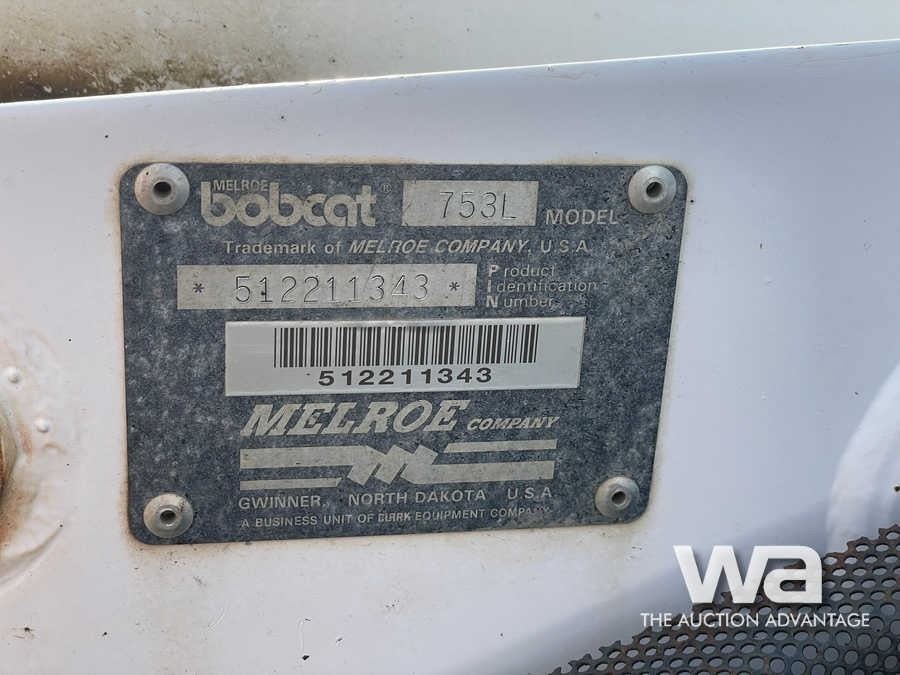 MELROE
bobcat® 753L MODEL
Trademark of MELROE COMPANY, U.S.A.
* 512211343 * Product
Identification
Number
512211343
MELROE COMPANY
GWINNER, NORTH DAKOTA U.S.A
A BUSINESS UNIT OF CLARK EQUIPMENT COMPANY
wa
THE AUCTION ADVANTAGE